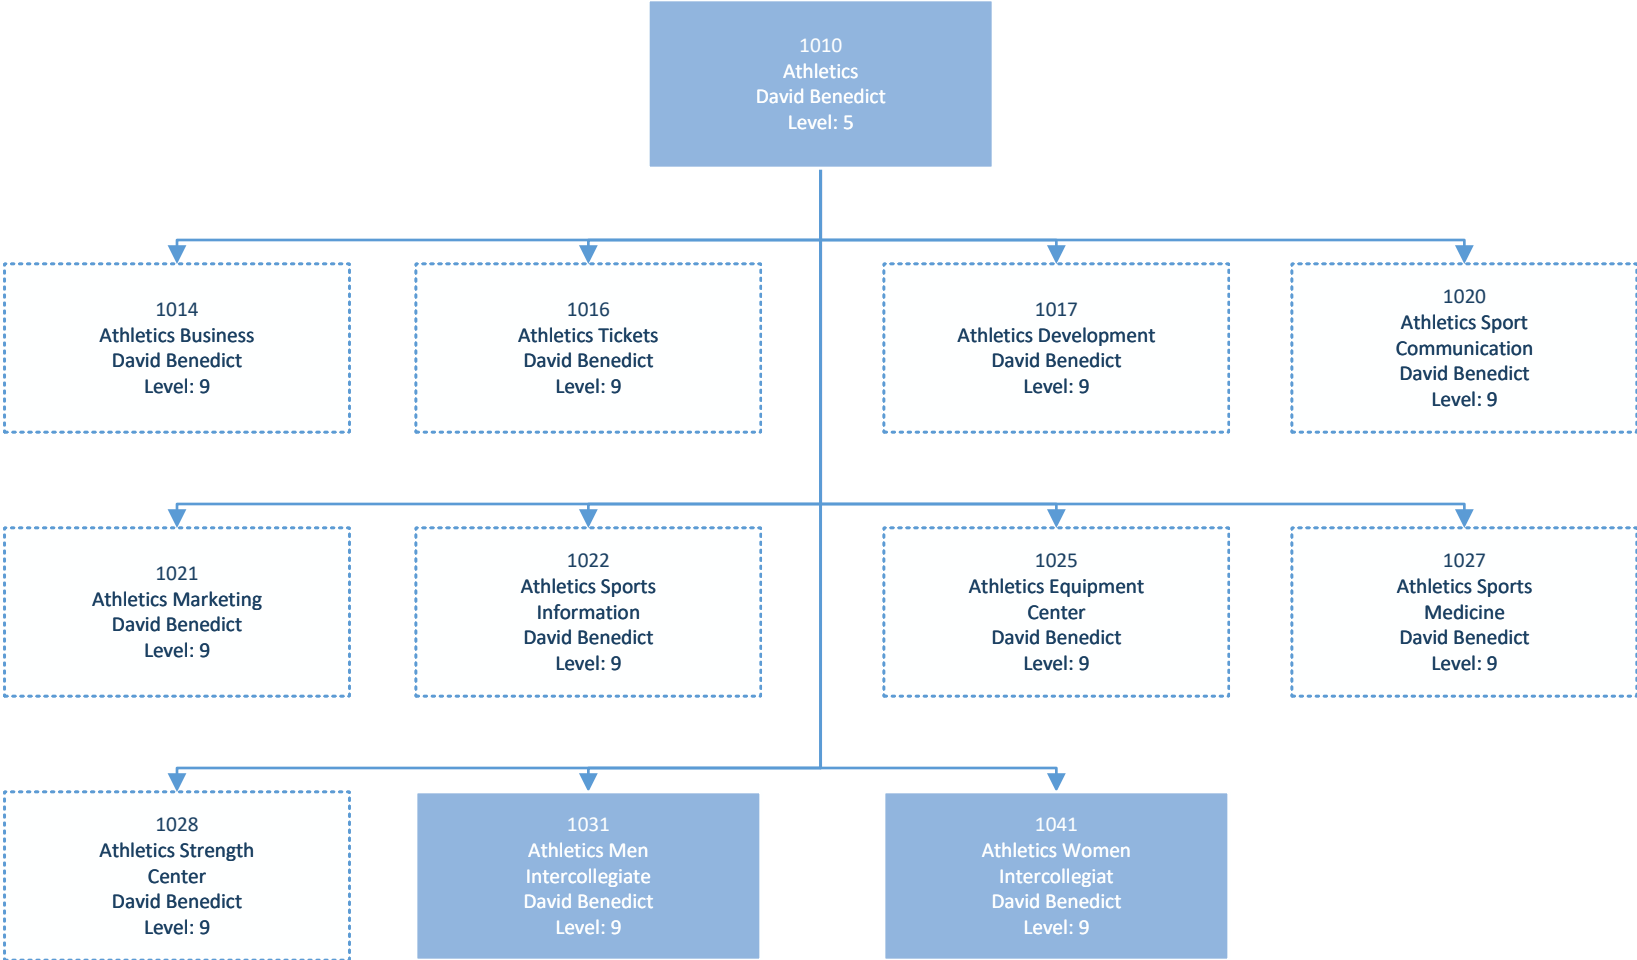 1010
Athletics
David Benedict
Level: 5
1014
Athletics Business
David Benedict
Level: 9
1016
Athletics Tickets
David Benedict
Level: 9
1017
Athletics Development
David Benedict
Level: 9
1020
Athletics Sport
Communication
David Benedict
Level: 9
1021
Athletics Marketing
David Benedict
Level: 9
1022
Athletics Sports
Information
David Benedict
Level: 9
1025
Athletics Equipment
Center
David Benedict
Level: 9
1027
Athletics Sports
Medicine
David Benedict
Level: 9
1028
Athletics Strength
Center
David Benedict
Level: 9
1031
Athletics Men
Intercollegiate
David Benedict
Level: 9
1041
Athletics Women
Intercollegiat
David Benedict
Level: 9